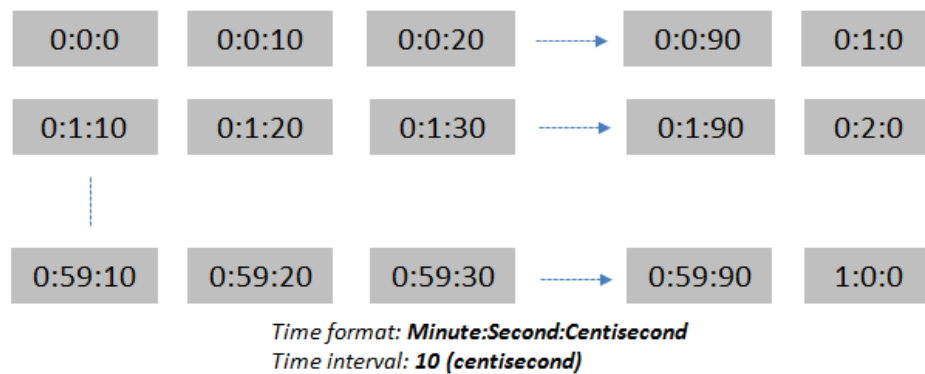 0:0:0 0:0:10 0:0:20 0:0:90 0:1:0
0:1:10 0:1:20 0:1:30 0:1:90 0:2:0
0:59:10 0:59:20 0:59:30 0:59:90 1:0:0
Time format: Minute:Second:Centisecond
Time interval: 10 (centisecond)